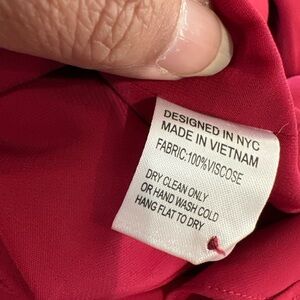 DESIGNED IN NYC
MADE IN VIETNAM
FABRIC:100%VISCOSE
DRY CLEAN ONLY
OR HAND WASH COLD
HANG FLAT TO DRY